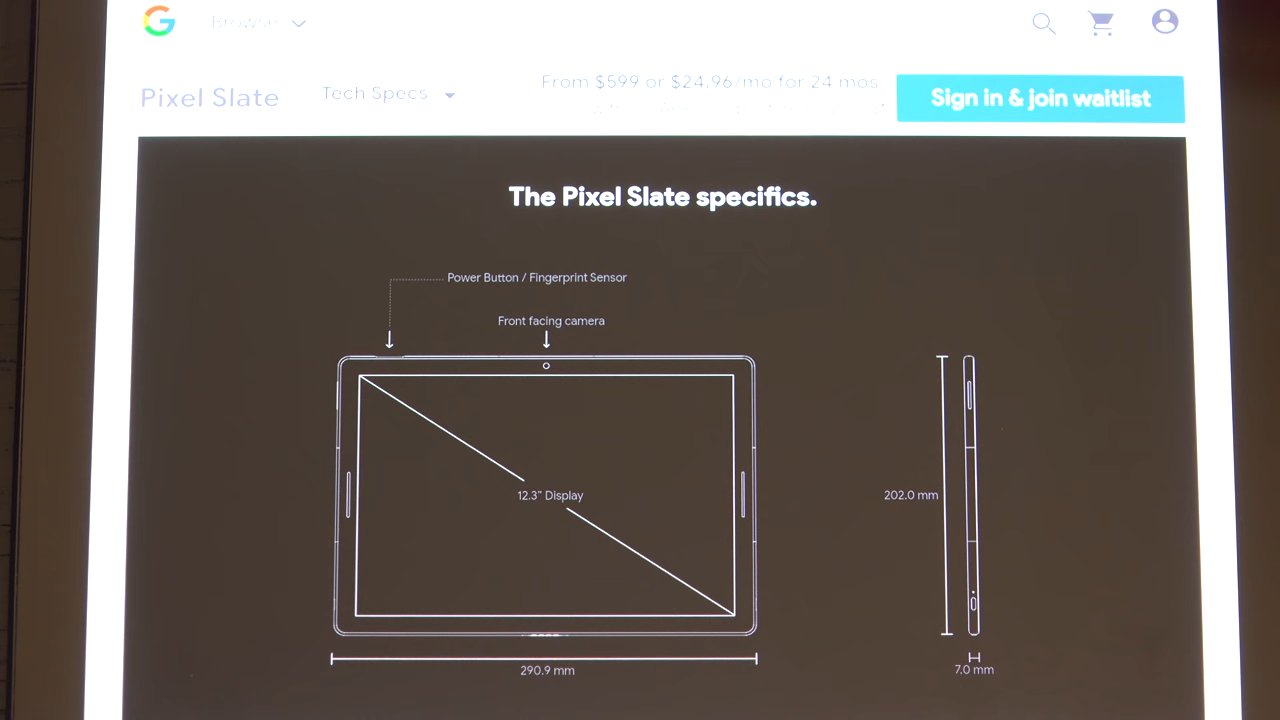 Browse
Pixel Slate
Tech Specs
From $599 or $24.96/mo for 24 mos
Sign in & join waitlist
The Pixel Slate specifics.
Power Button / Fingerprint Sensor
Front facing camera
12.3” Display
202.0 mm
290.9 mm
7.0 mm